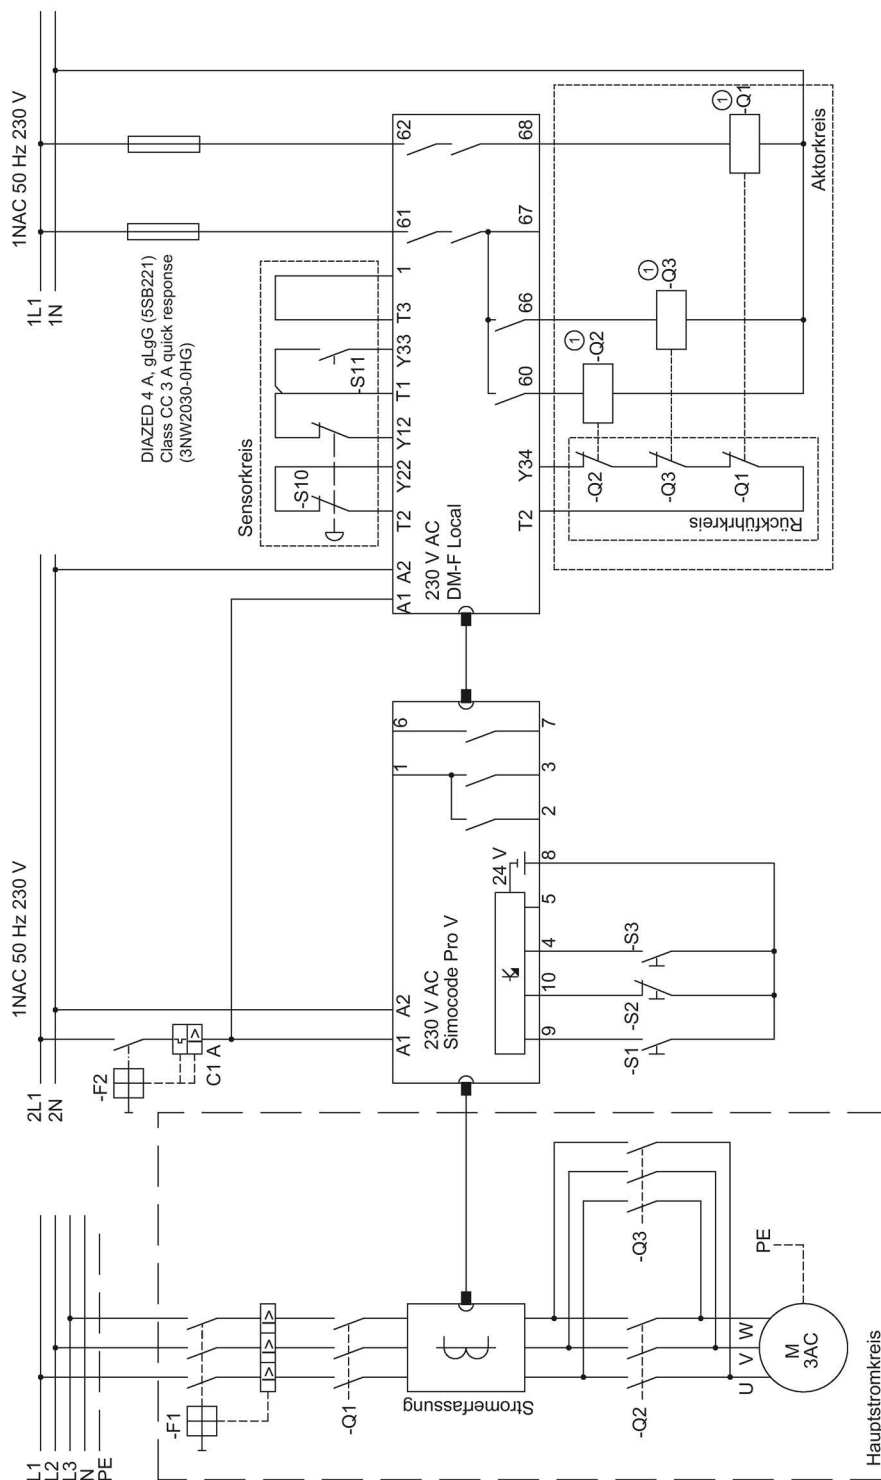 L1
L2
L3
N
PE
-F1
I>
I>
I>
-Q1
Stromerfassung
-Q2
-Q3
U
V
W
M
3AC
PE
Hauptstromkreis
1NAC 50 Hz 230 V
2L1
2N
-F2
I>
C1 A
A1
A2
230 V AC
Simocode Pro V
1
6
24 V
9
10
4
5
8
2
3
7
-S1
-S2
-S3
1NAC 50 Hz 230 V
1L1
1N
DIAZED 4 A, gLgG (5SB221)
Class CC 3 A quick response
(3NW2030-0HG)
Sensorkreis
-S10
-S11
A1
A2
T2
Y22
Y12
T1
Y33
T3
1
61
62
230 V AC
DM-F Local
T2
Y34
60
66
67
68
Rückführkreis
-Q2
-Q3
-Q1
1
-Q2
1
-Q3
1
-Q1
Aktorkreis